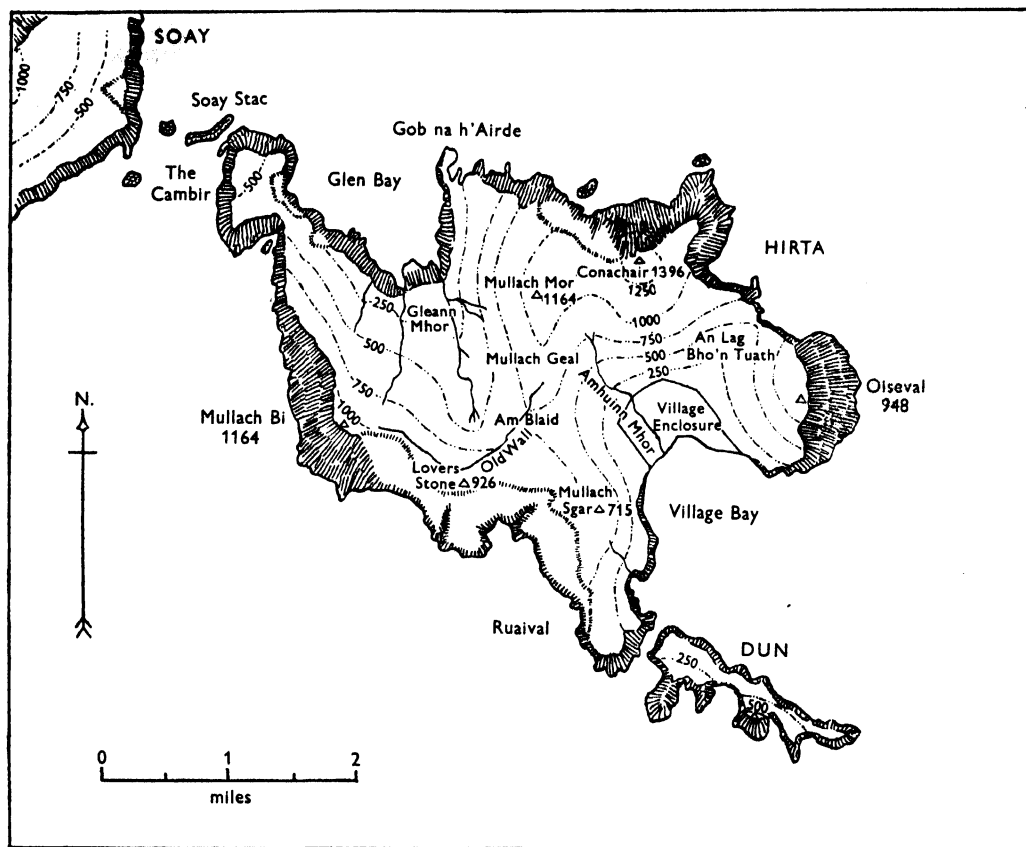 SOAY
1000
750
500
Soay Stac
Gob na h'Airde
The
Cambir
500
Glen Bay
HIRTA
Conachair 1396
1250
Mullach Mor
1164
250
Gleann
Mhor
1000
750
500
250
An Lag
Bho'n Tuath
500
Mullach Geal
Oiseval
948
N.
750
1000
Mullach Bi
1164
Am Blaid
Amhuinn Mhor
Village
Enclosure
Old Wall
Lovers
Stone 926
Mullach
Sgar 715
Village Bay
Ruaival
DUN
250
500
0 1 2
miles